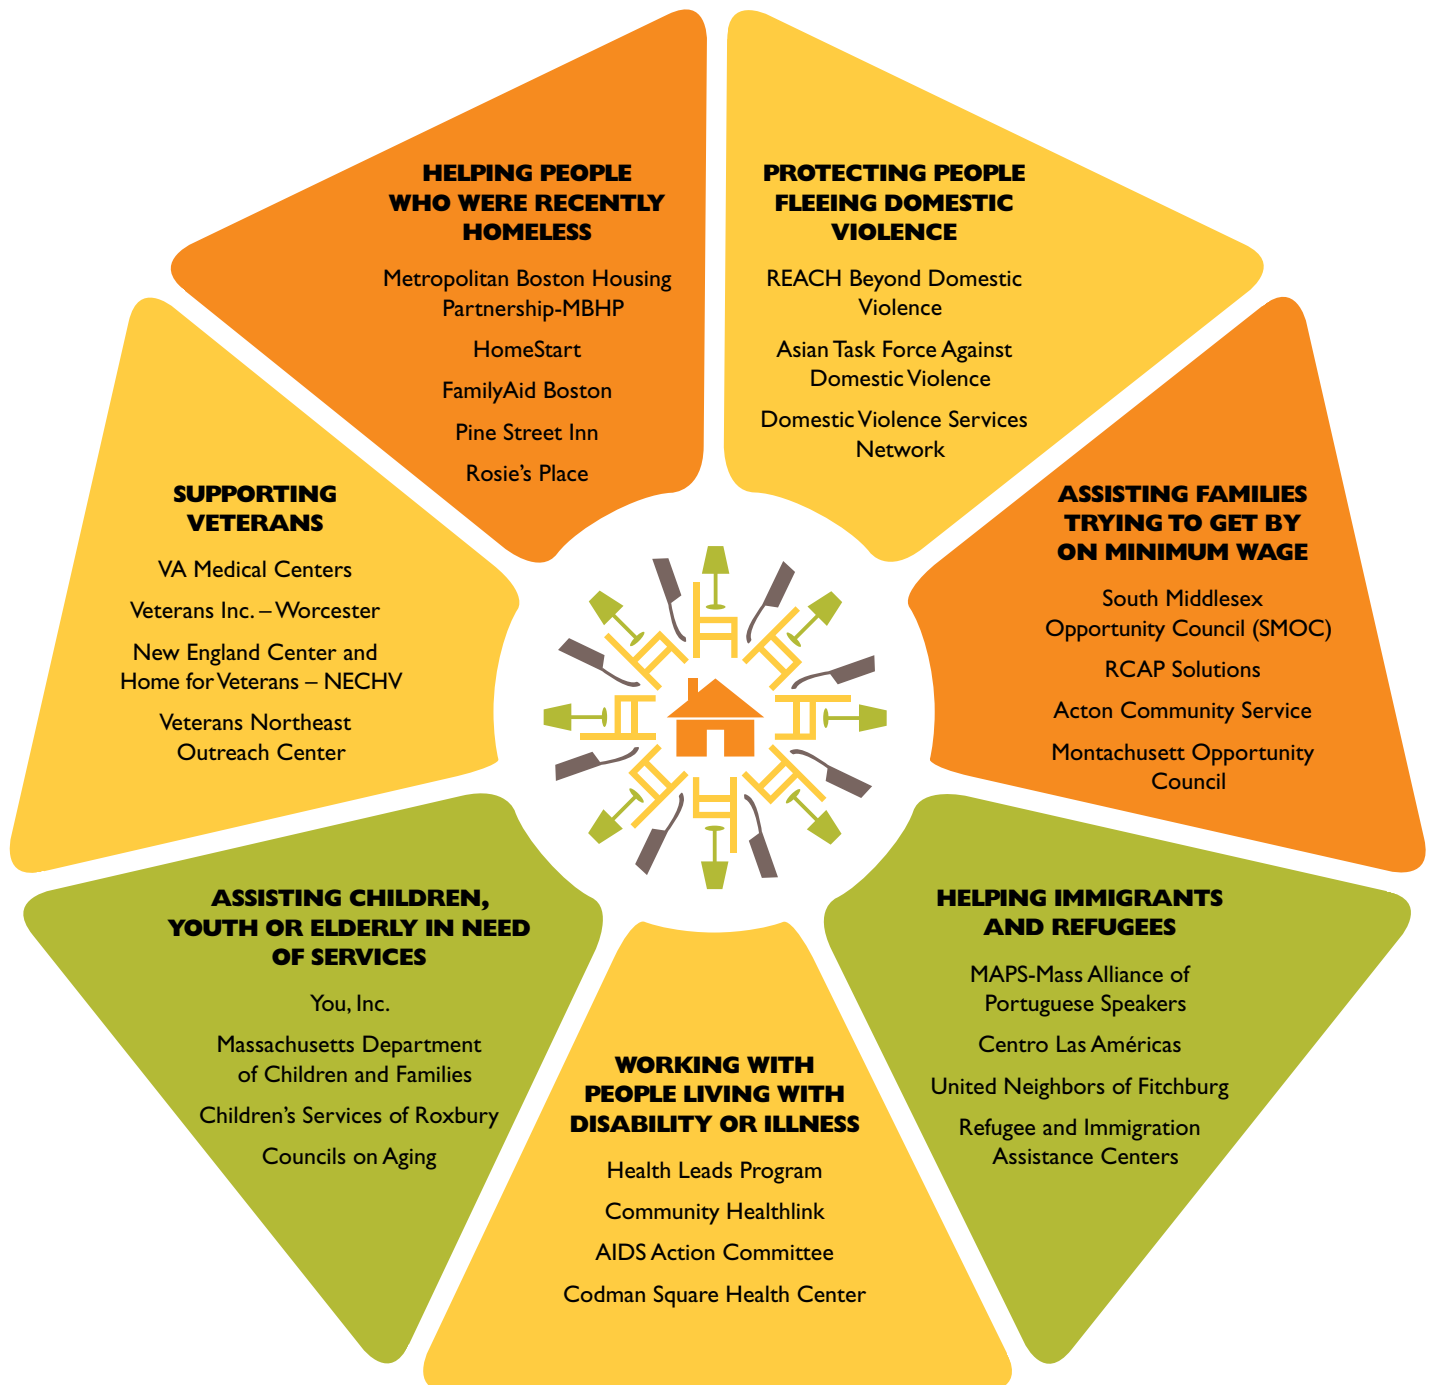 HELPING PEOPLE
WHO WERE RECENTLY
HOMELESS
Metropolitan Boston Housing
Partnership-MBHP
HomeStart
FamilyAid Boston
Pine Street Inn
Rosie’s Place
PROTECTING PEOPLE
FLEEING DOMESTIC
VIOLENCE
REACH Beyond Domestic
Violence
Asian Task Force Against
Domestic Violence
Domestic Violence Services
Network
ASSISTING FAMILIES
TRYING TO GET BY
ON MINIMUM WAGE
South Middlesex
Opportunity Council (SMOC)
RCAP Solutions
Acton Community Service
Montachusett Opportunity
Council
HELPING IMMIGRANTS
AND REFUGEES
MAPS-Mass Alliance of
Portuguese Speakers
Centro Las Américas
United Neighbors of Fitchburg
Refugee and Immigration
Assistance Centers
WORKING WITH
PEOPLE LIVING WITH
DISABILITY OR ILLNESS
Health Leads Program
Community Healthlink
AIDS Action Committee
Codman Square Health Center
ASSISTING CHILDREN,
YOUTH OR ELDERLY IN NEED
OF SERVICES
You, Inc.
Massachusetts Department
of Children and Families
Children’s Services of Roxbury
Councils on Aging
SUPPORTING
VETERANS
VA Medical Centers
Veterans Inc. – Worcester
New England Center and
Home for Veterans – NECHV
Veterans Northeast
Outreach Center